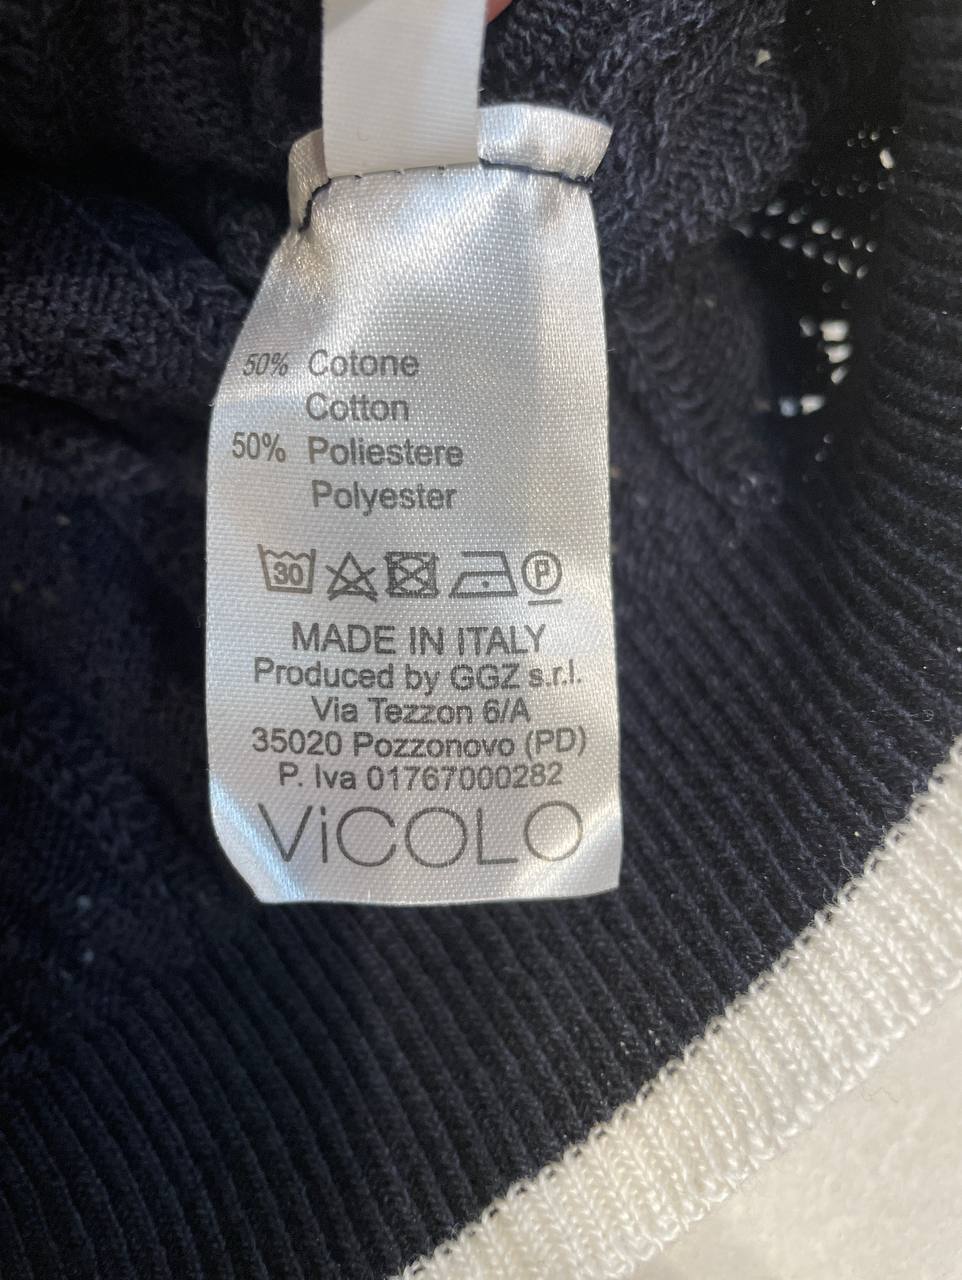 50% Cotone
Cotton
50% Poliestere
Polyester
30 P
MADE IN ITALY
Produced by GGZ s.r.l.
Via Tezzon 6/A
35020 Pozzonovo (PD)
P. Iva 01767000282
ViCOLO